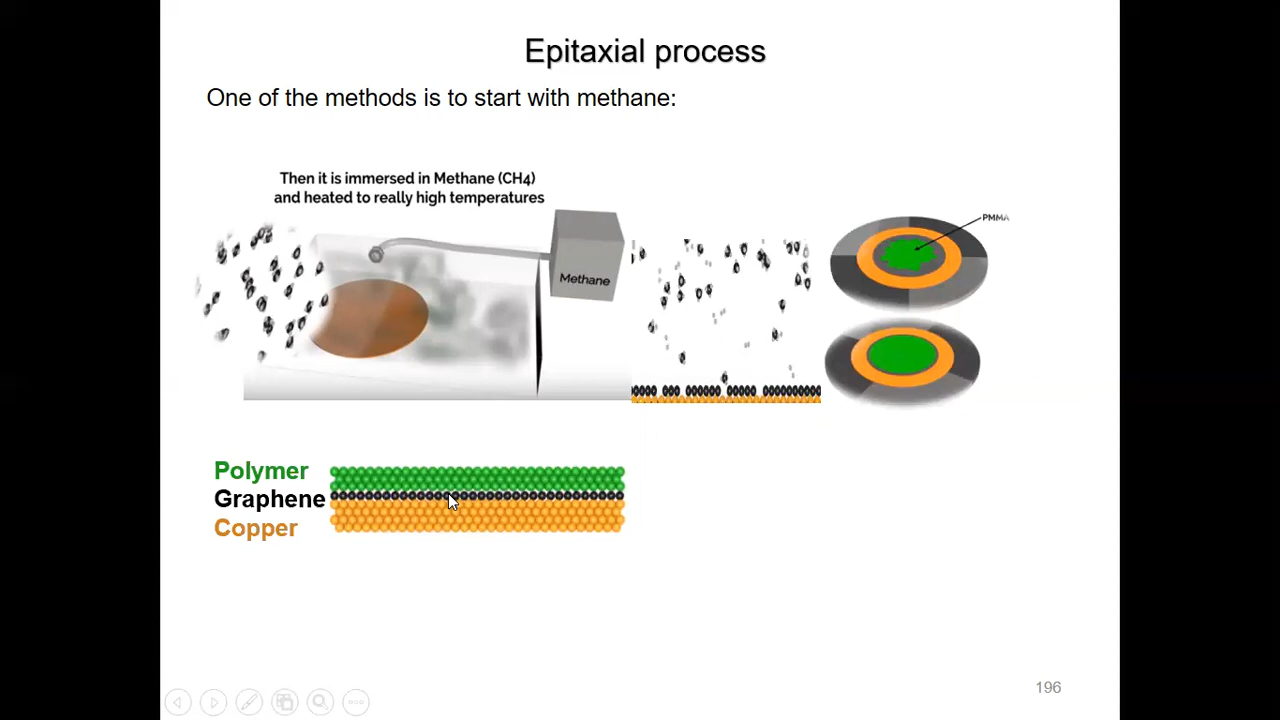 Epitaxial process
One of the methods is to start with methane:
Then it is immersed in Methane (CH4)
and heated to really high temperatures
Methane
PMMA
Polymer
Graphene
Copper
196